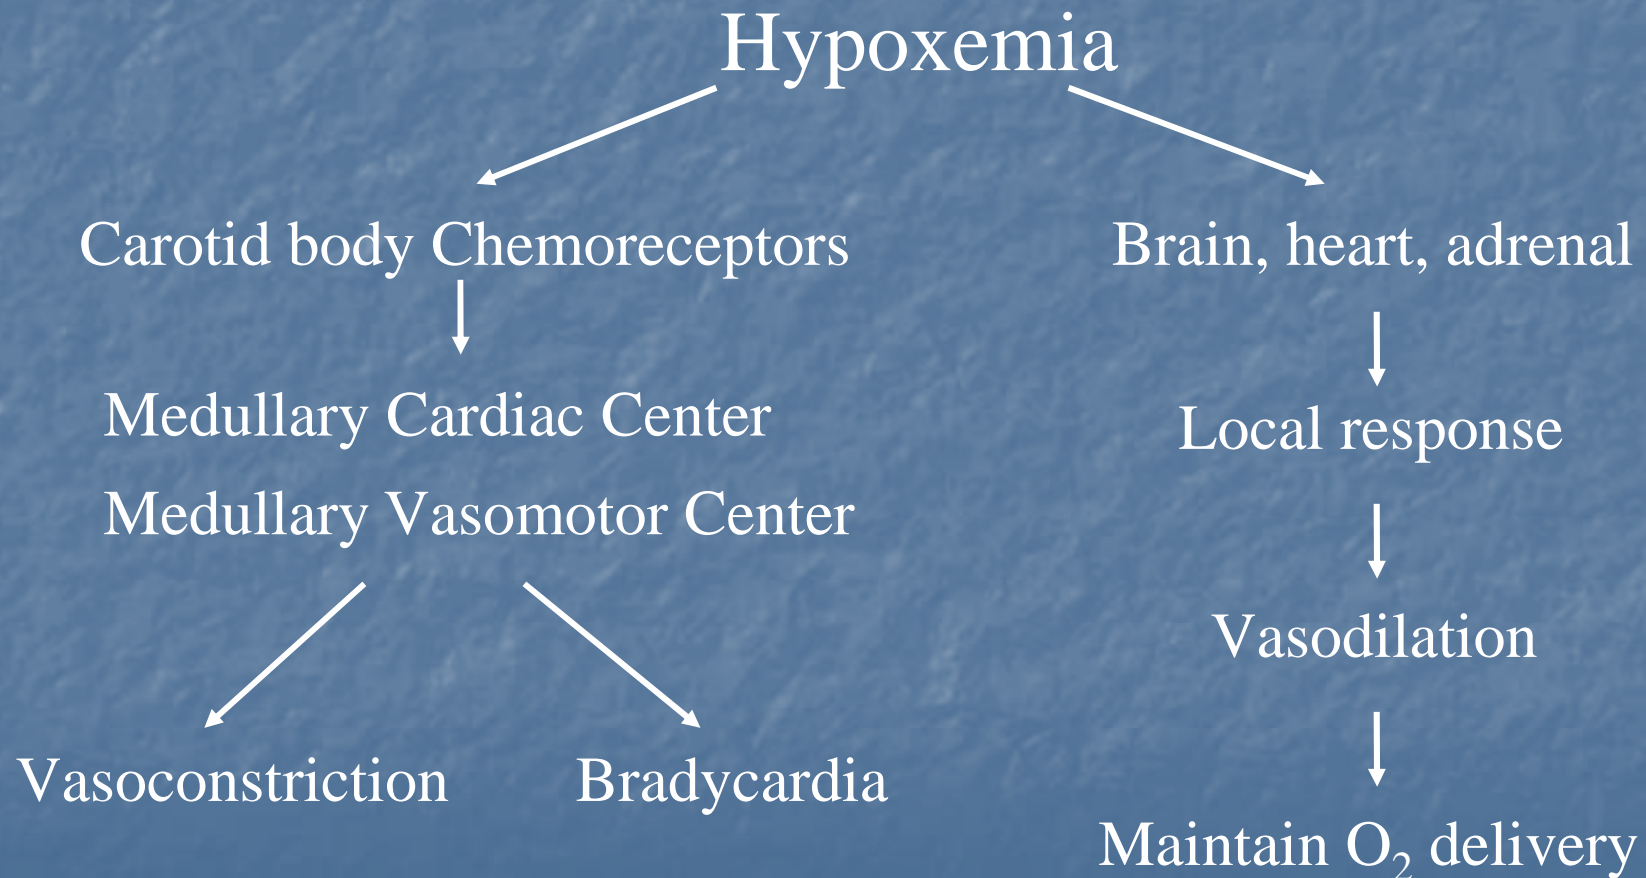 Hypoxemia
Carotid body Chemoreceptors
Brain, heart, adrenal
Medullary Cardiac Center
Local response
Medullary Vasomotor Center
Vasodilation
Vasoconstriction
Bradycardia
Maintain O₂ delivery